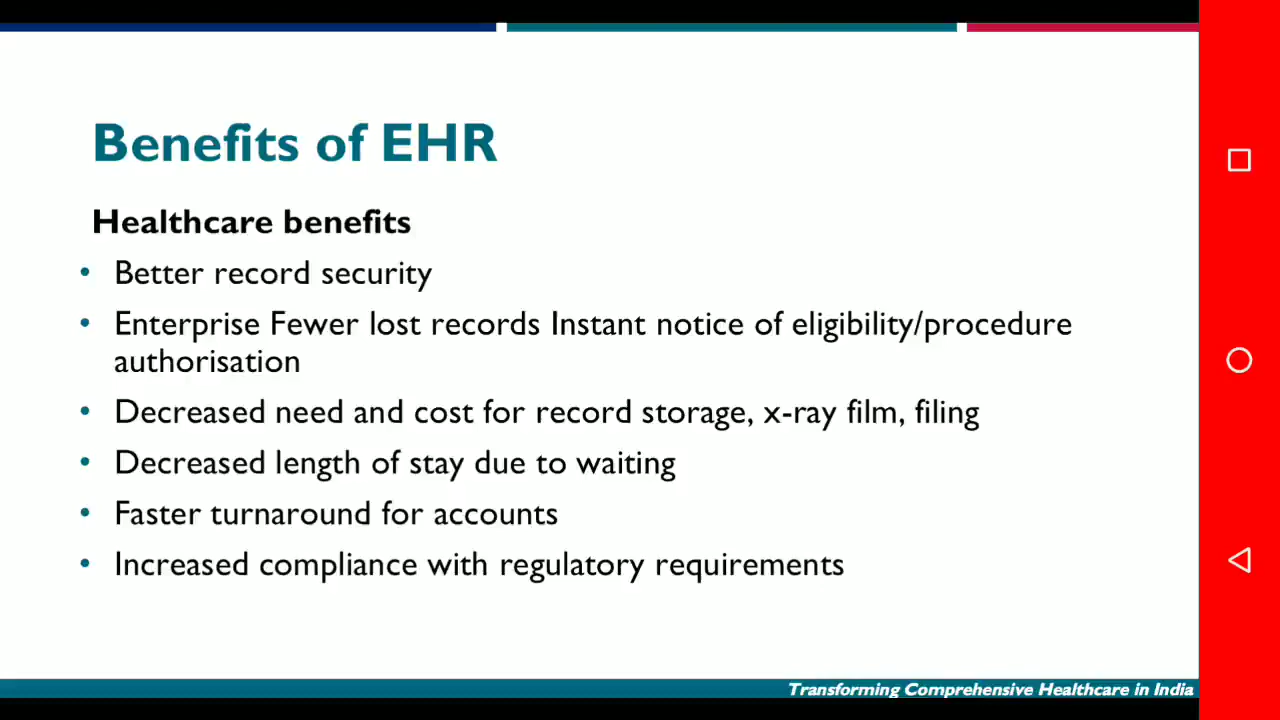 Benefits of EHR
Healthcare benefits
• Better record security
• Enterprise Fewer lost records Instant notice of eligibility/procedure
authorisation
• Decreased need and cost for record storage, x-ray film, filing
• Decreased length of stay due to waiting
• Faster turnaround for accounts
• Increased compliance with regulatory requirements
Transforming Comprehensive Healthcare in India